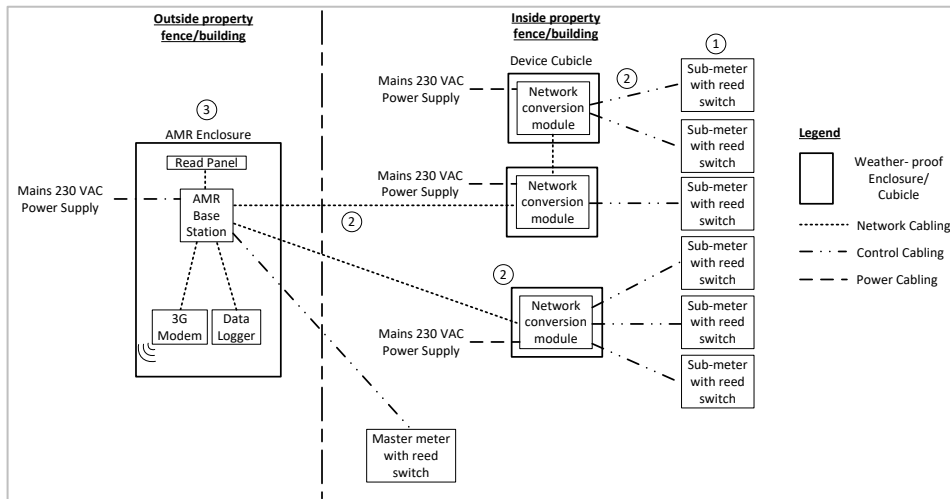 Outside property
fence/building
Inside property
fence/building
Device Cubicle
1
2
Mains 230 VAC
Power Supply
Network
conversion
module
Sub-meter
with reed
switch
Sub-meter
with reed
switch
3
AMR Enclosure
Read Panel
Mains 230 VAC
Power Supply
AMR
Base
Station
2
Mains 230 VAC
Power Supply
Network
conversion
module
Sub-meter
with reed
switch
2
Mains 230 VAC
Power Supply
Network
conversion
module
Sub-meter
with reed
switch
Sub-meter
with reed
switch
Sub-meter
with reed
switch
3G
Modem
Data
Logger
Master meter
with reed
switch
Legend
Weather- proof
Enclosure/
Cubicle
Network Cabling
Control Cabling
Power Cabling